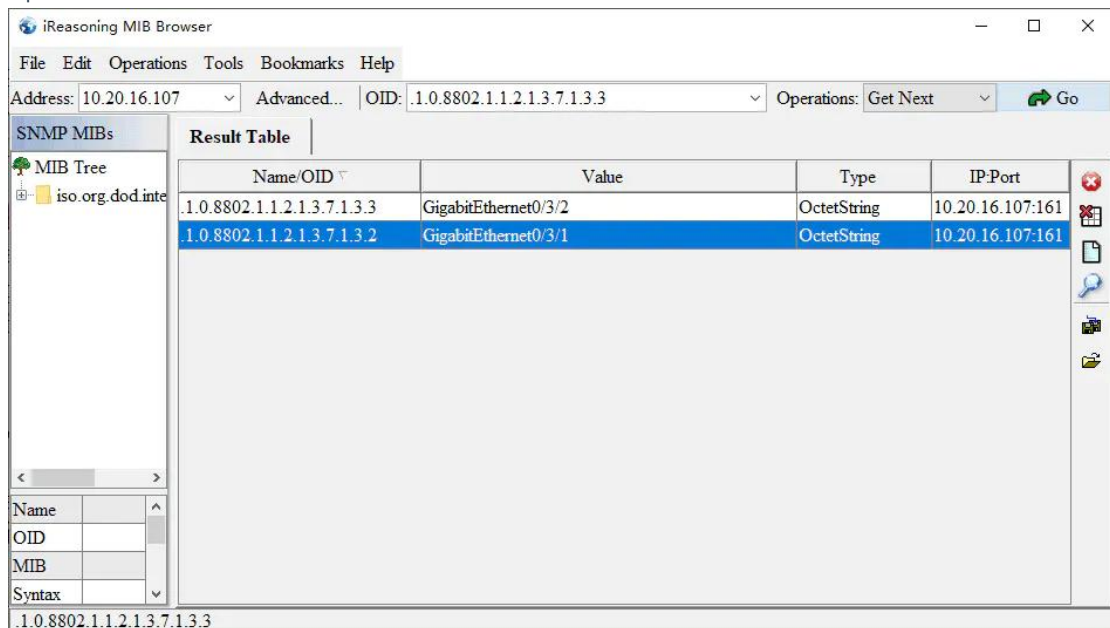 iReasoning MIB Browser
File Edit Operations Tools Bookmarks Help
Address: 10.20.16.107 Advanced... OID: .1.0.8802.1.1.2.1.3.7.1.3.3 Operations: Get Next Go
SNMP MIBs Result Table
MIB Tree
iso.org.dod.inte
Name/OID Value Type IP:Port
.1.0.8802.1.1.2.1.3.7.1.3.3 GigabitEthernet0/3/2 OctetString 10.20.16.107:161
.1.0.8802.1.1.2.1.3.7.1.3.2 GigabitEthernet0/3/1 OctetString 10.20.16.107:161
Name
OID
MIB
Syntax
.1.0.8802.1.1.2.1.3.7.1.3.3